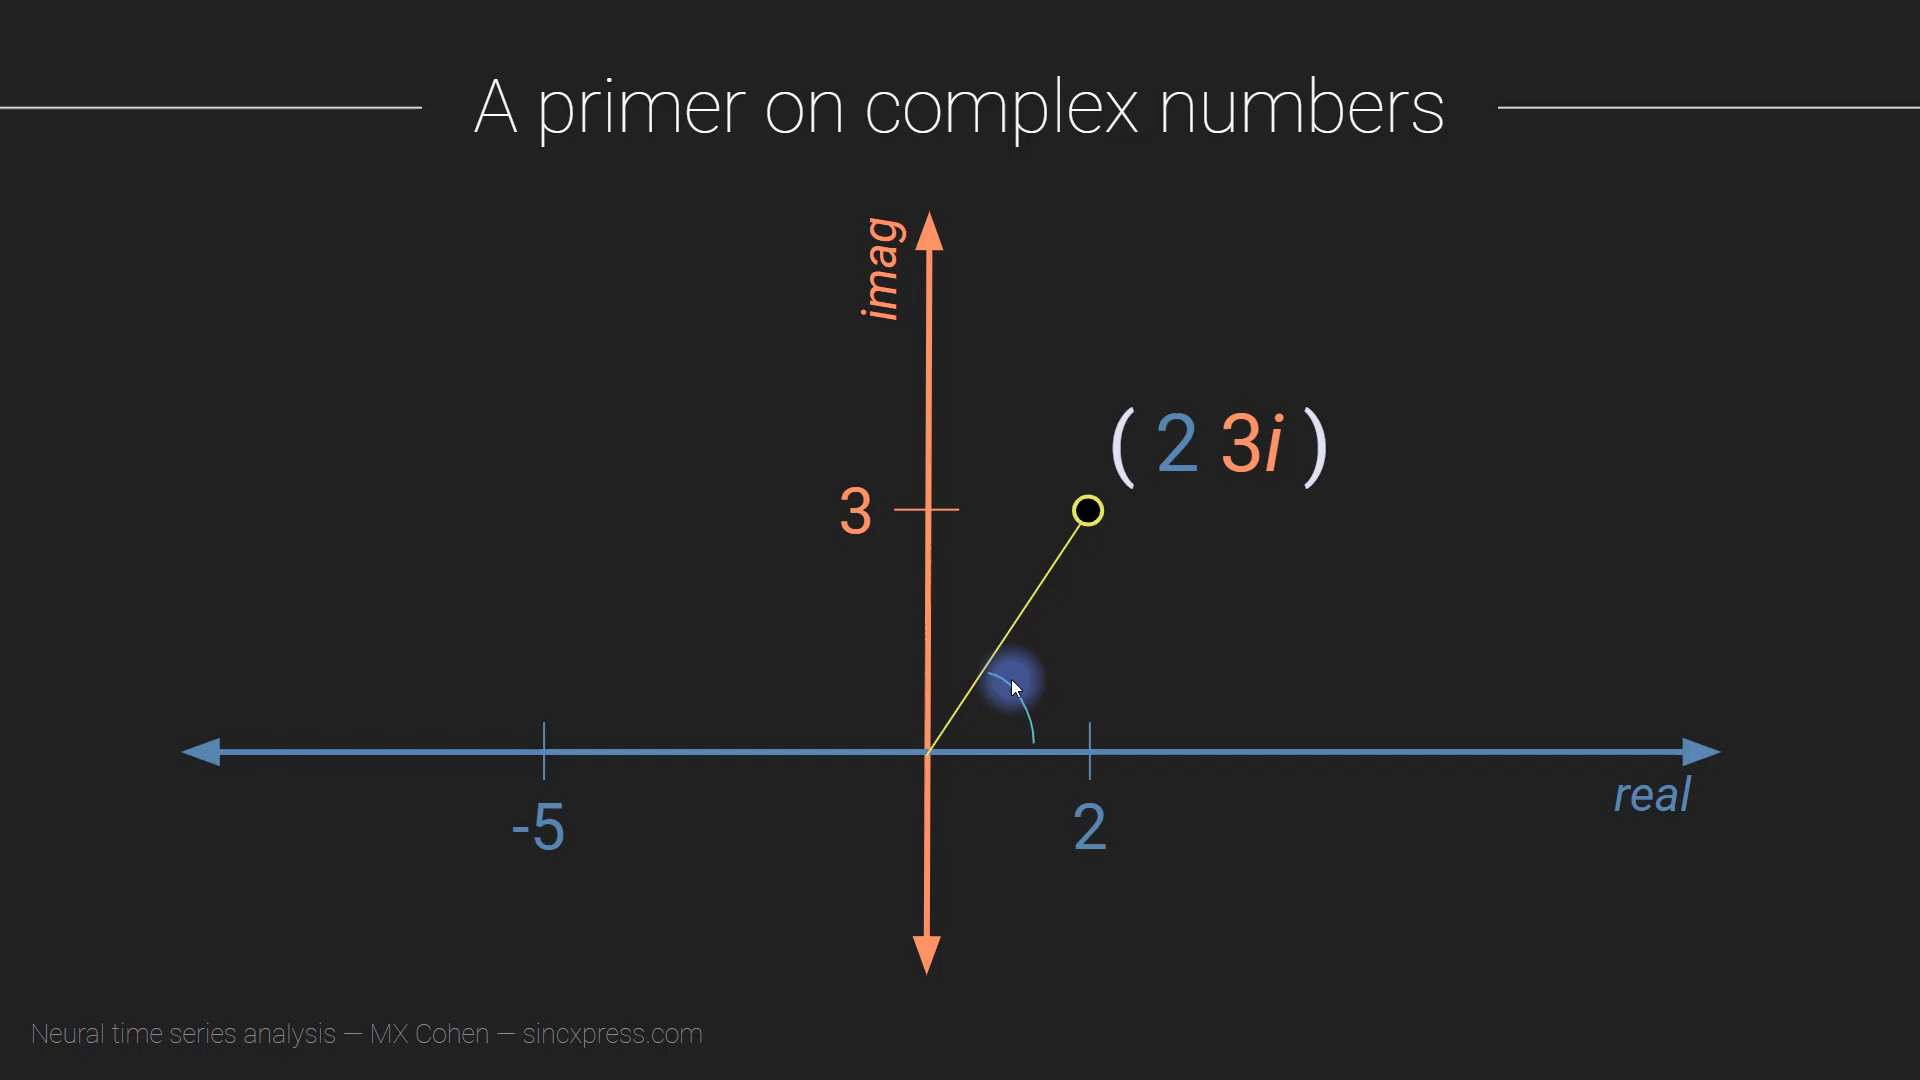 A primer on complex numbers
imag
( 2 3i )
3
real
-5
2
Neural time series analysis — MX Cohen — sincxpress.com